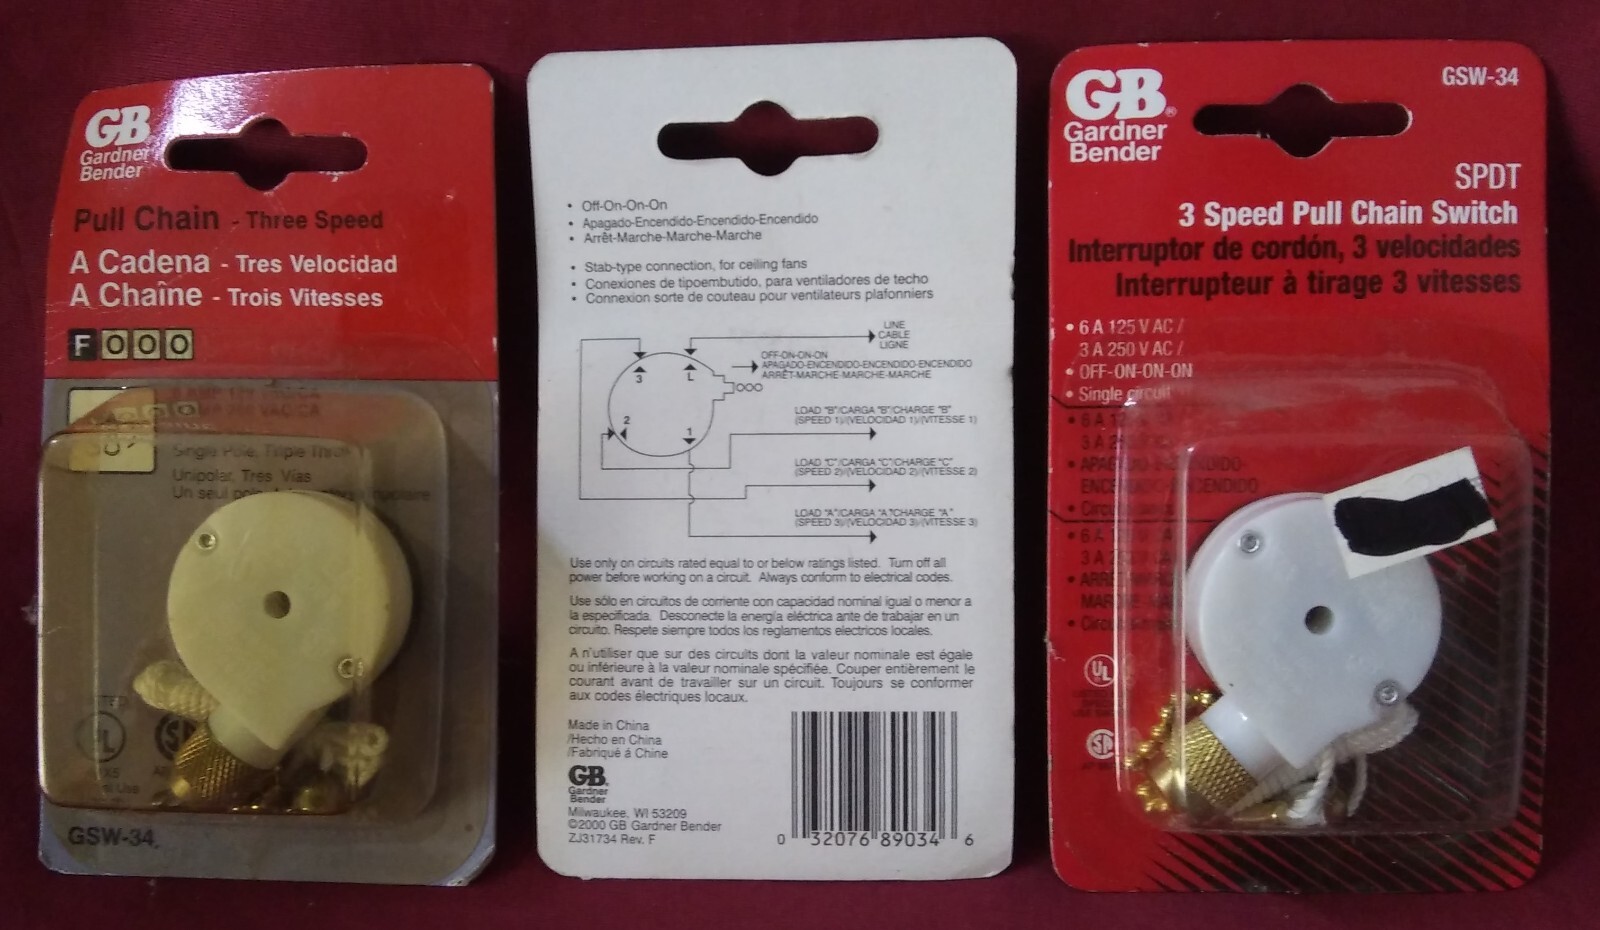 GB
Gardner
Bender
Pull Chain - Three Speed
A Cadena - Tres Velocidad
A Chaîne - Trois Vitesses
F O O O
Single Pole, Triple Throw
Unipolar, Tres Vias
Un seul
UL
GSW-34
• Off-On-On-On
• Apagado-Encendido-Encendido-Encendido
• Arrêt-Marche-Marche-Marche
• Stab-type connection, for ceiling fans
• Conexiones de tipoembutido, para ventiladores de techo
• Connexion sorte de couteau pour ventilateurs plafonniers
LINE
CABLE
LIGNE
OFF-ON-ON-ON
APAGADO-ENCENDIDO-ENCENDIDO-ENCENDIDO
ARRÊT-MARCHE-MARCHE-MARCHE
3 L
2
1
LOAD "B"/CARGA "B"/CHARGE "B"
(SPEED 1)/(VELOCIDAD 1)/(VITESSE 1)
LOAD "C"/CARGA "C"/CHARGE "C"
(SPEED 2)/(VELOCIDAD 2)/(VITESSE 2)
LOAD "A"/CARGA "A"/CHARGE "A"
(SPEED 3)/(VELOCIDAD 3)/(VITESSE 3)
Use only on circuits rated equal to or below ratings listed. Turn off all
power before working on a circuit. Always conform to electrical codes.
Use sólo en circuitos de corriente con capacidad nominal igual o menor a
la especificada. Desconecte la energía eléctrica ante de trabajar en un
circuito. Respete siempre todos los reglamentos electricos locales.
A n'utiliser que sur des circuits dont la valeur nominale est égale
ou inférieure à la valeur nominale spécifiée. Couper entièrement le
courant avant de travailler sur un circuit. Toujours se conformer
aux codes électriques locaux.
Made in China
/Hecho en China
/Fabriqué á Chine
GB
Gardner
Bender
Milwaukee, WI 53209
©2000 GB Gardner Bender
ZJ31734 Rev. F
0 32076 89034 6
GB®
Gardner
Bender
GSW-34
SPDT
3 Speed Pull Chain Switch
Interruptor de cordón, 3 velocidades
Interrupteur à tirage 3 vitesses
• 6 A 125 V AC /
3 A 250 V AC /
• OFF-ON-ON-ON
• Single circuit
UL